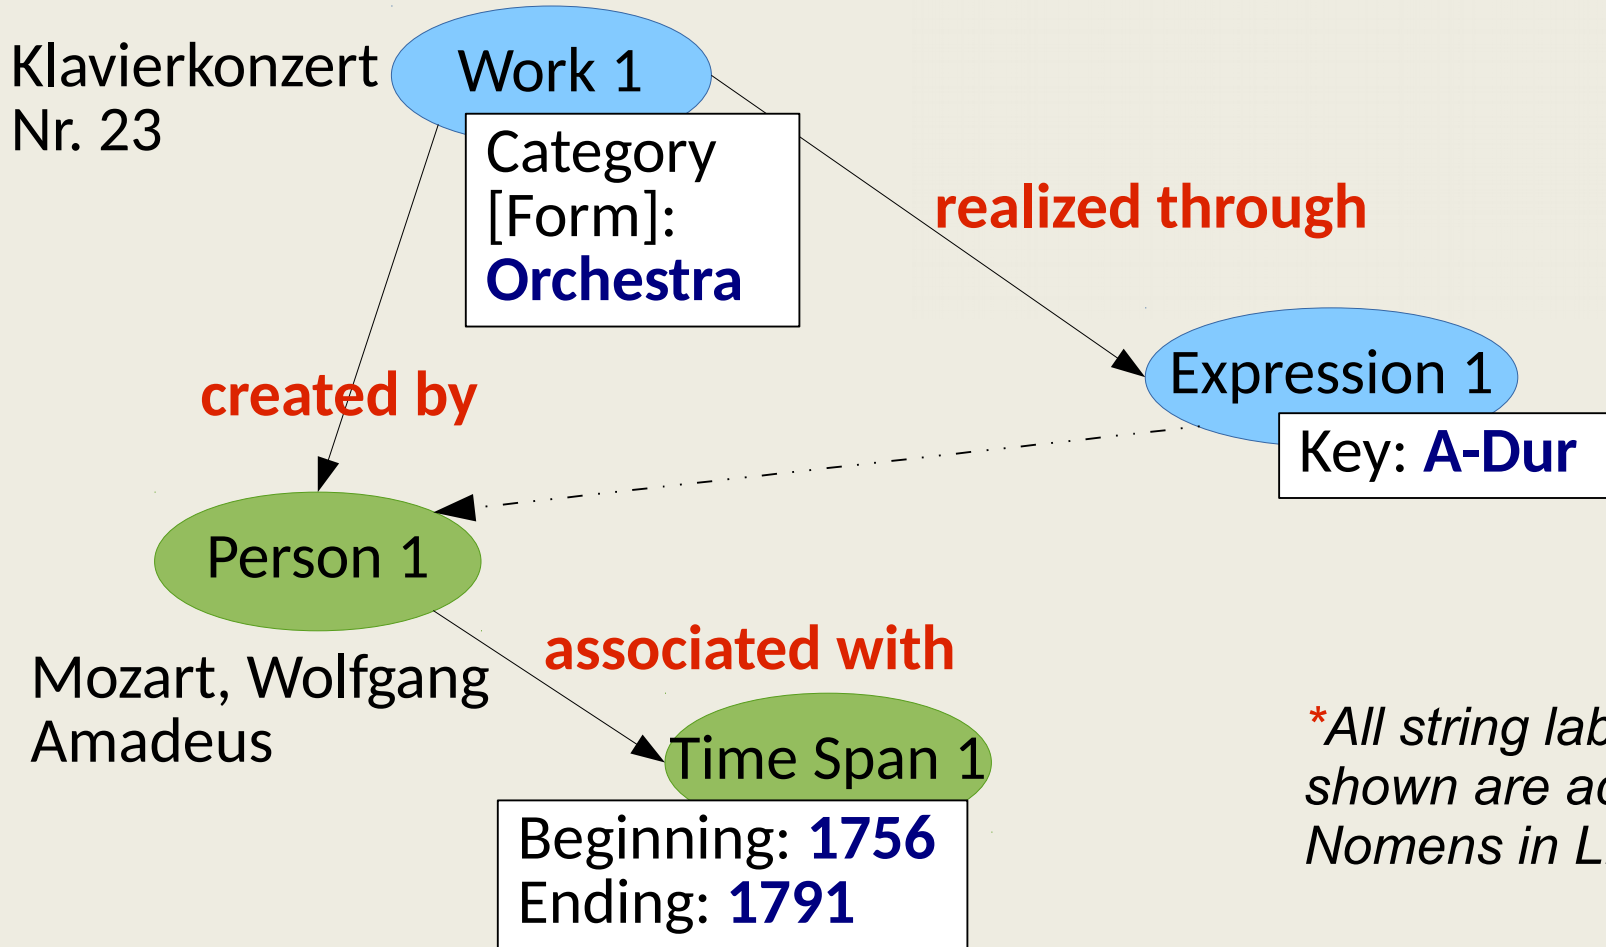 Klavierkonzert
Nr. 23
Work 1
Category
[Form]:
Orchestra
realized through
created by
Expression 1
Key: A-Dur
Person 1
Mozart, Wolfgang
Amadeus
associated with
Time Span 1
Beginning: 1756
Ending: 1791
*All string
shown are
Nomens in